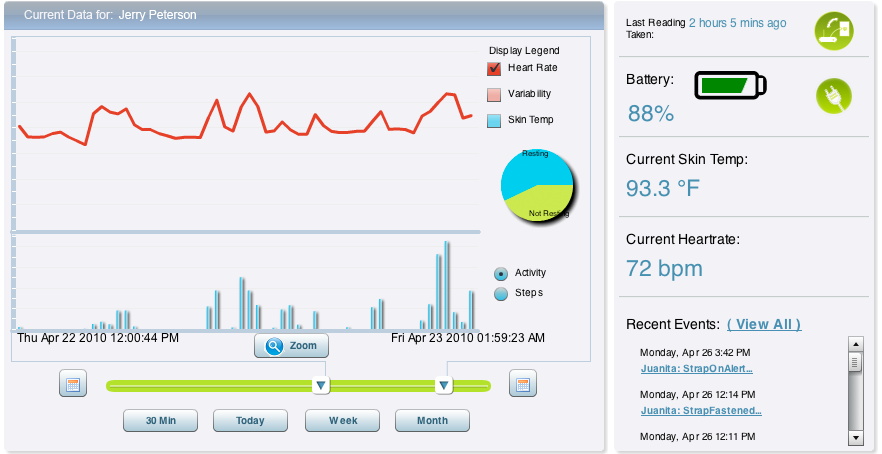 Current Data for: Jerry Peterson
Display Legend
Heart Rate
Variability
Skin Temp
Resting
Not Resting
Activity
Steps
Thu Apr 22 2010 12:00:44 PM
Fri Apr 23 2010 01:59:23 AM
Zoom
30 Min
Today
Week
Month
Last Reading 2 hours 5 mins ago
Taken:
Battery:
88%
Current Skin Temp:
93.3 °F
Current Heartrate:
72 bpm
Recent Events: ( View All )
Monday, Apr 26 3:42 PM
Juanita: StrapOnAlert...
Monday, Apr 26 12:14 PM
Juanita: StrapFastened...
Monday, Apr 26 12:11 PM